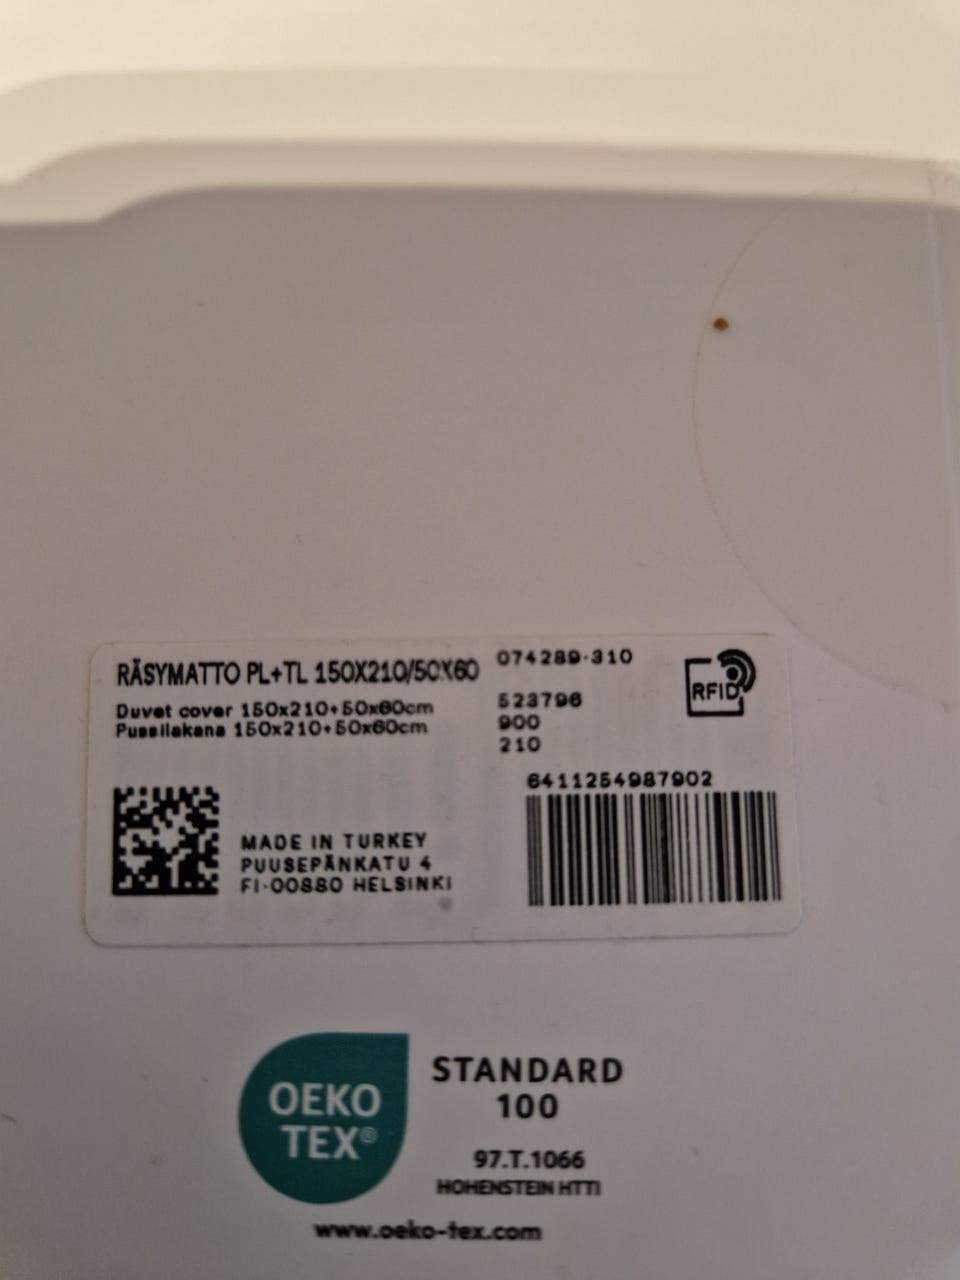 RÄSYMATTO PL+TL 150X210/50X60
074289-310
Duvet cover 150x210+50x60cm
Pussilakana 150x210+50x60cm
523796
900
210
RFID
6411254987902
MADE IN TURKEY
PUUSEPÄNKATU 4
FI-00880 HELSINKI
OEKO
TEX®
STANDARD
100
97.T.1066
HOHENSTEIN HTTI
www.oeko-tex.com